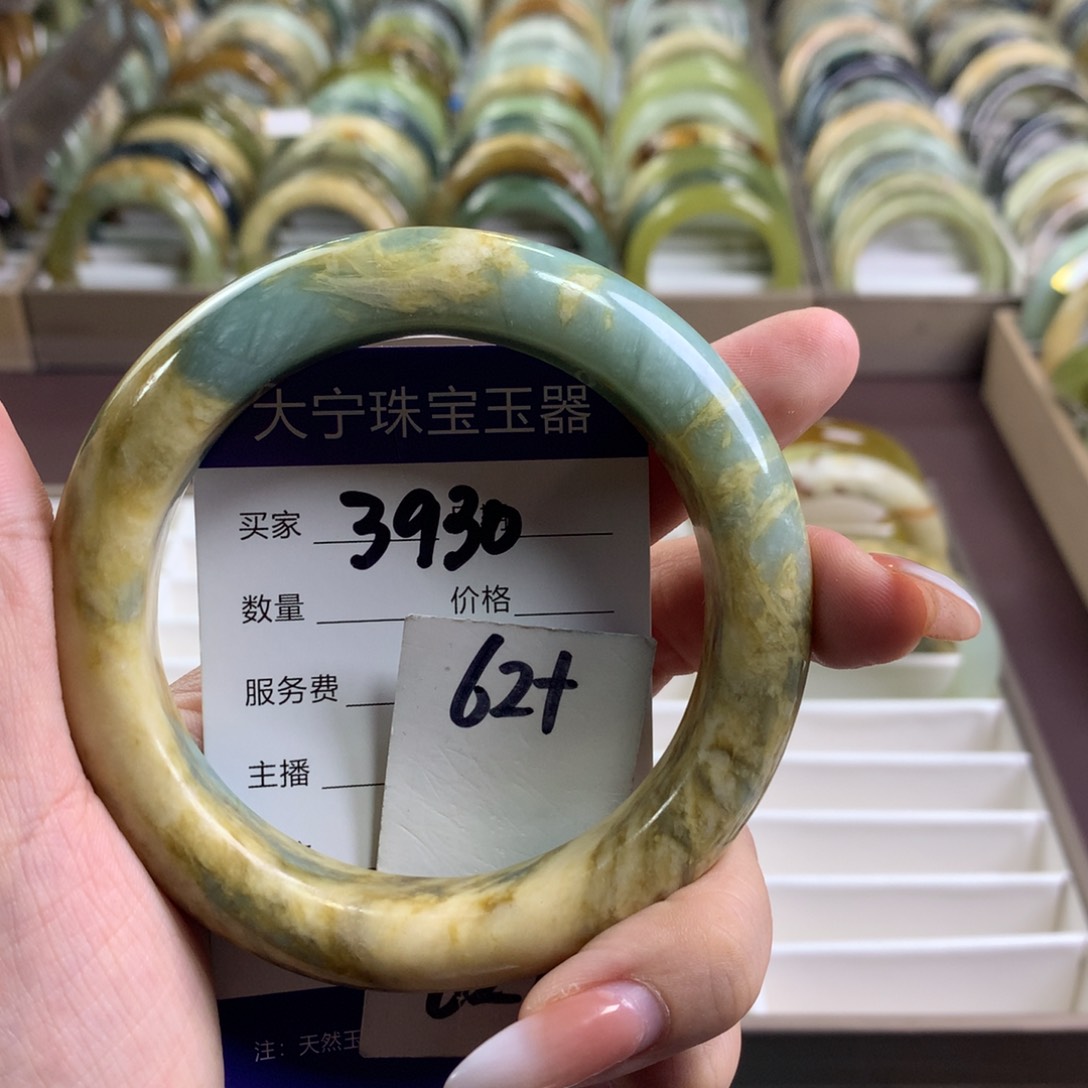 大宁珠宝玉器
买家 3930
数量 价格
62+
服务费
主播
注：天然玉